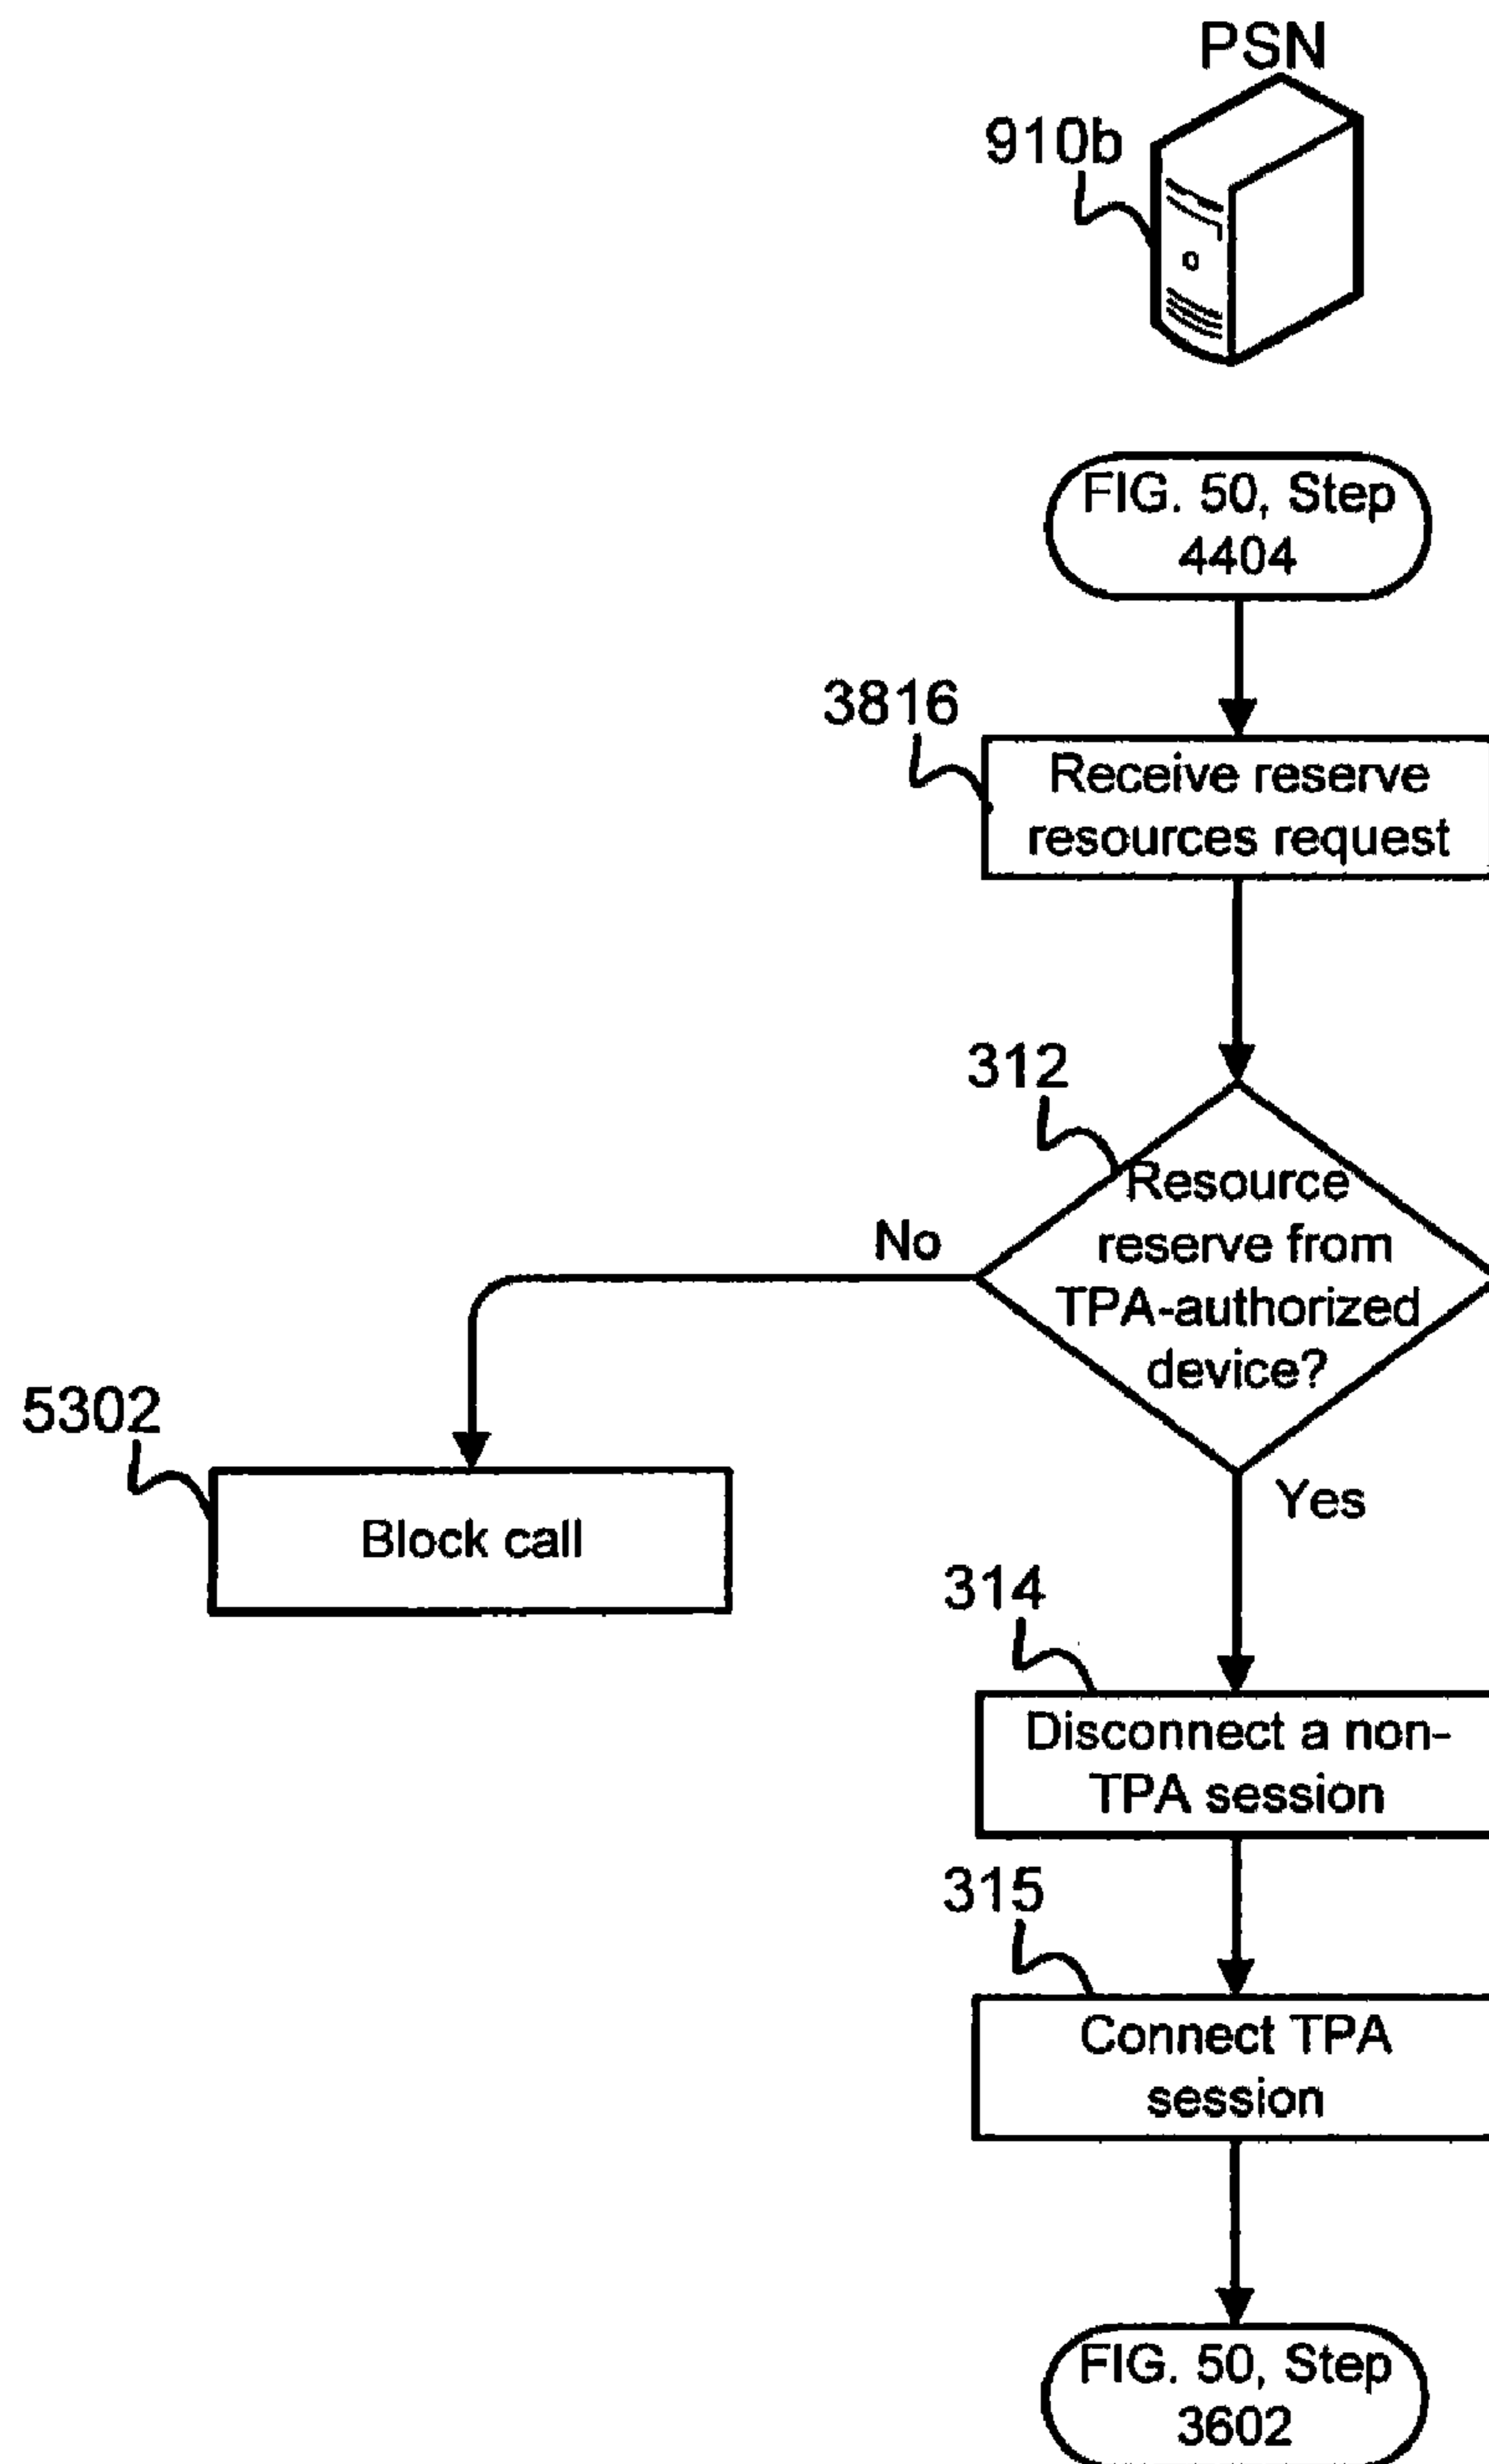 PSN
910b
FIG. 50, Step
4404
3816
Receive reserve
resources request
312
Resource
reserve from
TPA-authorized
device?
No
Yes
5302
Block call
314
Disconnect a non-
TPA session
315
Connect TPA
session
FIG. 50, Step
3602